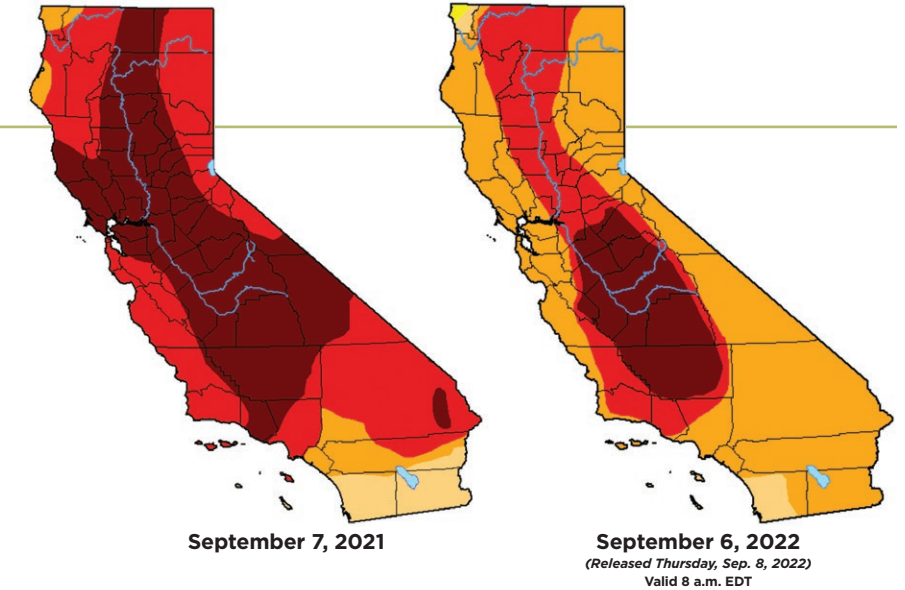 September 7, 2021
September 6, 2022
(Released Thursday, Sep. 8, 2022)
Valid 8 a.m. EDT